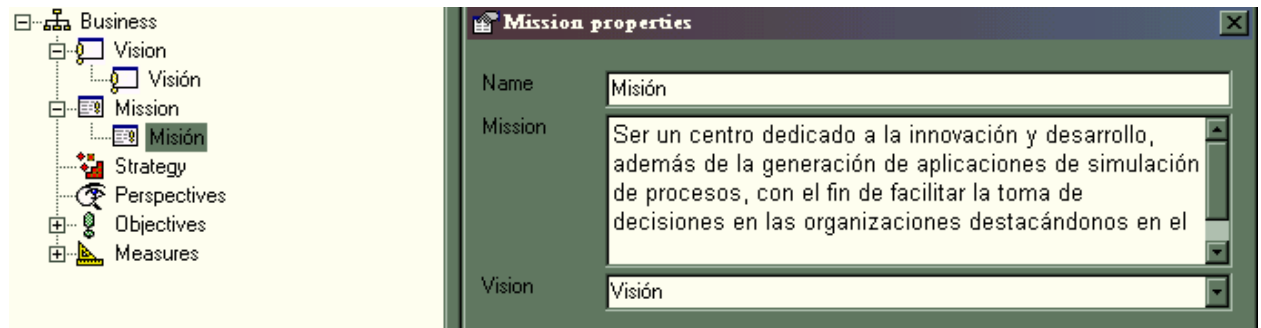 Business
Vision
Visión
Mission
Misión
Strategy
Perspectives
Objectives
Measures
Mission properties
Name
Misión
Mission
Ser un centro dedicado a la innovación y desarrollo,
además de la generación de aplicaciones de simulación
de procesos, con el fin de facilitar la toma de
decisiones en las organizaciones destacándonos en el
Vision
Visión